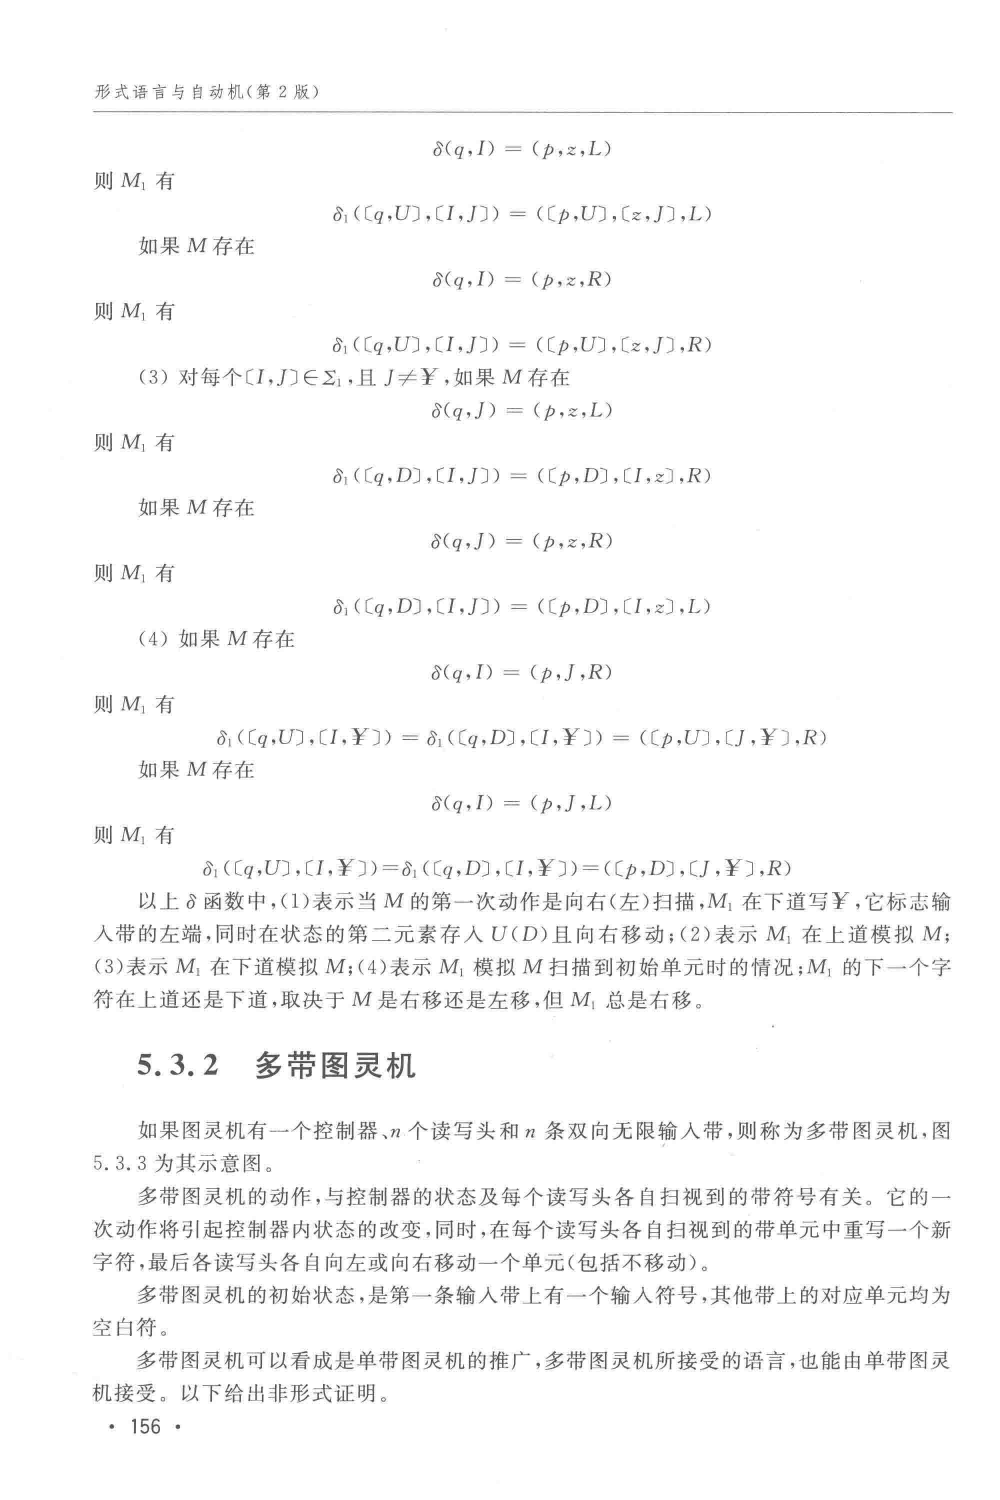 形式语言与自动机(第2版)
δ(q,I) = (p,z,L)
则 M₁ 有
δ₁(〔q,U〕,〔I,J〕) = (〔p,U〕,〔z,J〕,L)
如果 M 存在
δ(q,I) = (p,z,R)
则 M₁ 有
δ₁(〔q,U〕,〔I,J〕) = (〔p,U〕,〔z,J〕,R)
(3) 对每个〔I,J〕∈Σ₁,且 J≠¥,如果 M 存在
δ(q,J) = (p,z,L)
则 M₁ 有
δ₁(〔q,D〕,〔I,J〕) = (〔p,D〕,〔I,z〕,R)
如果 M 存在
δ(q,J) = (p,z,R)
则 M₁ 有
δ₁(〔q,D〕,〔I,J〕) = (〔p,D〕,〔I,z〕,L)
(4) 如果 M 存在
δ(q,I) = (p,J,R)
则 M₁ 有
δ₁(〔q,U〕,〔I,¥〕) = δ₁(〔q,D〕,〔I,¥〕) = (〔p,U〕,〔J,¥〕,R)
如果 M 存在
δ(q,I) = (p,J,L)
则 M₁ 有
δ₁(〔q,U〕,〔I,¥〕)=δ₁(〔q,D〕,〔I,¥〕)=(〔p,D〕,〔J,¥〕,R)
以上 δ 函数中,(1)表示当 M 的第一次动作是向右(左)扫描,M₁ 在下道写¥,它标志输
入带的左端,同时在状态的第二元素存入 U(D)且向右移动;(2)表示 M₁ 在上道模拟 M;
(3)表示 M₁ 在下道模拟 M;(4)表示 M₁ 模拟 M 扫描到初始单元时的情况;M₁ 的下一个字
符在上道还是下道,取决于 M 是右移还是左移,但 M₁ 总是右移。
5.3.2 多带图灵机
如果图灵机有一个控制器、n 个读写头和 n 条双向无限输入带,则称为多带图灵机,图
5.3.3 为其示意图。
多带图灵机的动作,与控制器的状态及每个读写头各自扫视到的带符号有关。它的一
次动作将引起控制器内状态的改变,同时,在每个读写头各自扫视到的带单元中重写一个新
字符,最后各读写头各自向左或向右移动一个单元(包括不移动)。
多带图灵机的初始状态,是第一条输入带上有一个输入符号,其他带上的对应单元均为
空白符。
多带图灵机可以看成是单带图灵机的推广,多带图灵机所接受的语言,也能由单带图灵
机接受。以下给出非形式证明。
· 156 ·